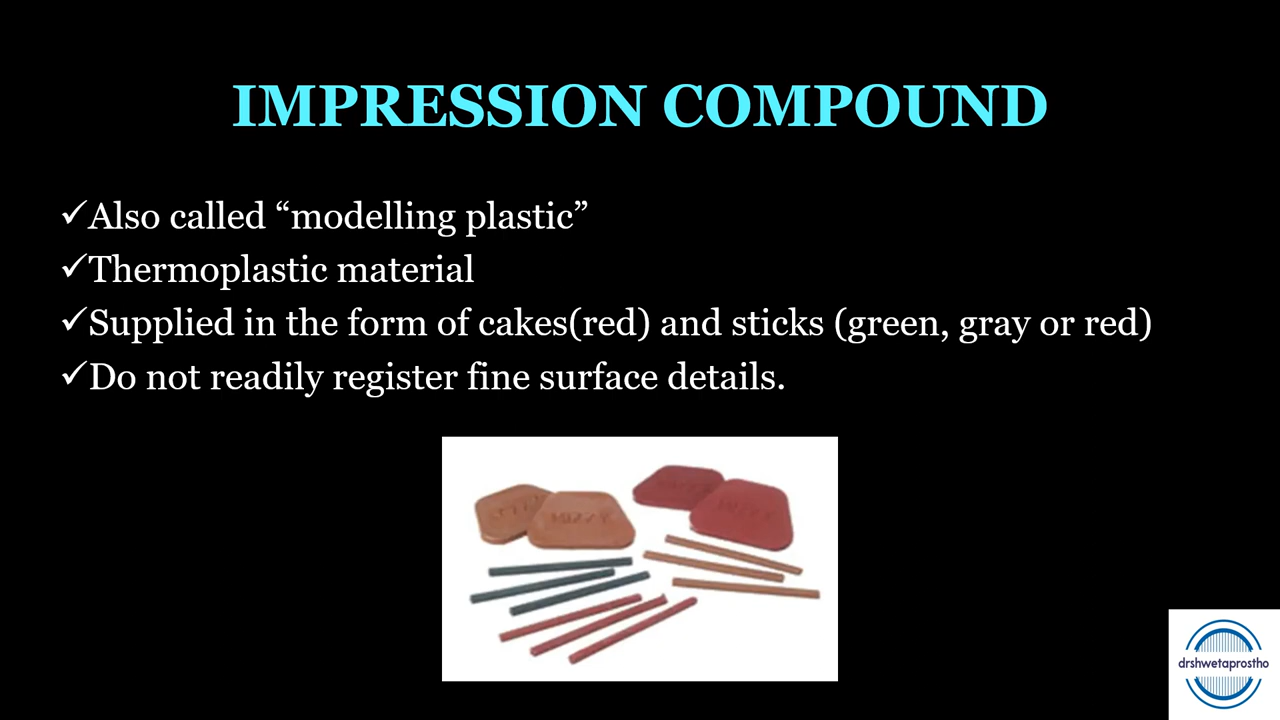 IMPRESSION COMPOUND
✓Also called “modelling plastic”
✓Thermoplastic material
✓Supplied in the form of cakes(red) and sticks (green, gray or red)
✓Do not readily register fine surface details.
MIZZY
drshwetaprostho